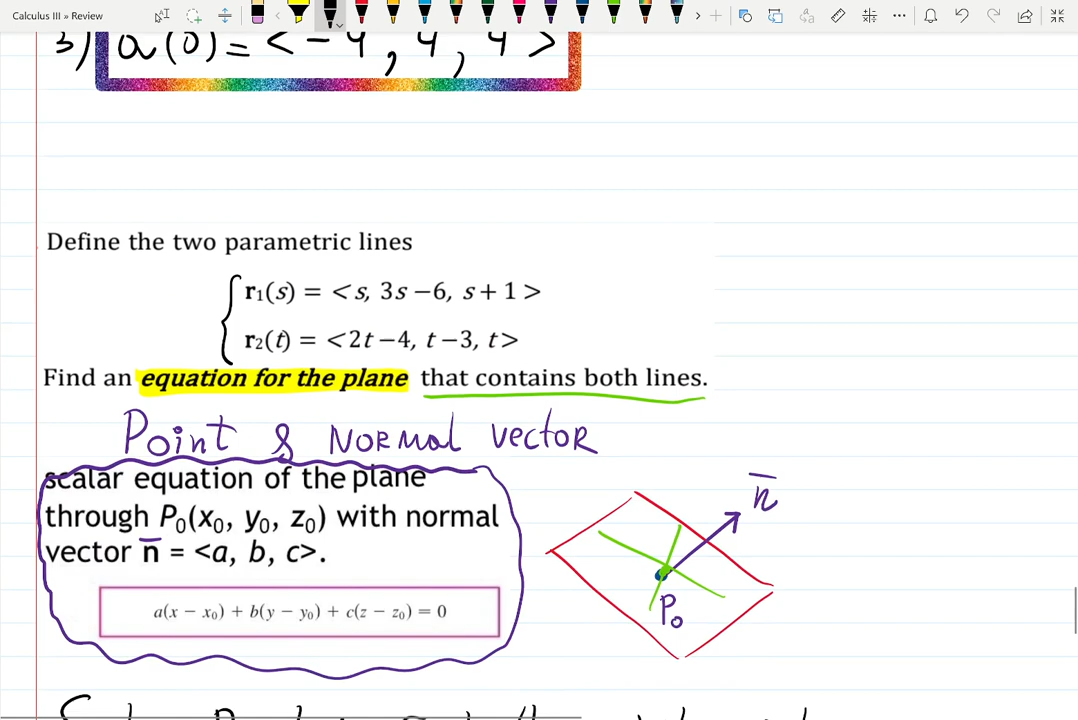 Calculus III » Review
3) a(0) = < -4, 4, 4 >
Define the two parametric lines
r₁(s) = <s, 3s −6, s+ 1 >
r₂(t) = <2t −4, t −3, t>
Find an equation for the plane that contains both lines.
Point & Normal vector
scalar equation of the plane
through P₀(x₀, y₀, z₀) with normal
vector n̅ = <a, b, c>.
a(x − x₀) + b(y − y₀) + c(z − z₀) = 0
n̅
P₀